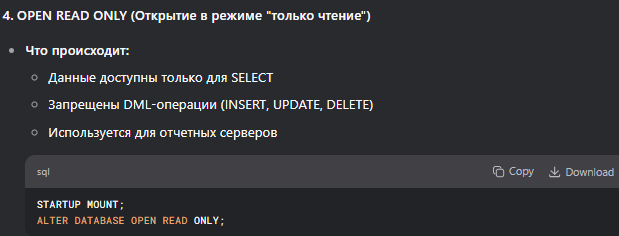 4. OPEN READ ONLY (Открытие в режиме "только чтение")
Что происходит:
Данные доступны только для SELECT
Запрещены DML-операции (INSERT, UPDATE, DELETE)
Используется для отчетных серверов
sql Copy Download
STARTUP MOUNT;
ALTER DATABASE OPEN READ ONLY;